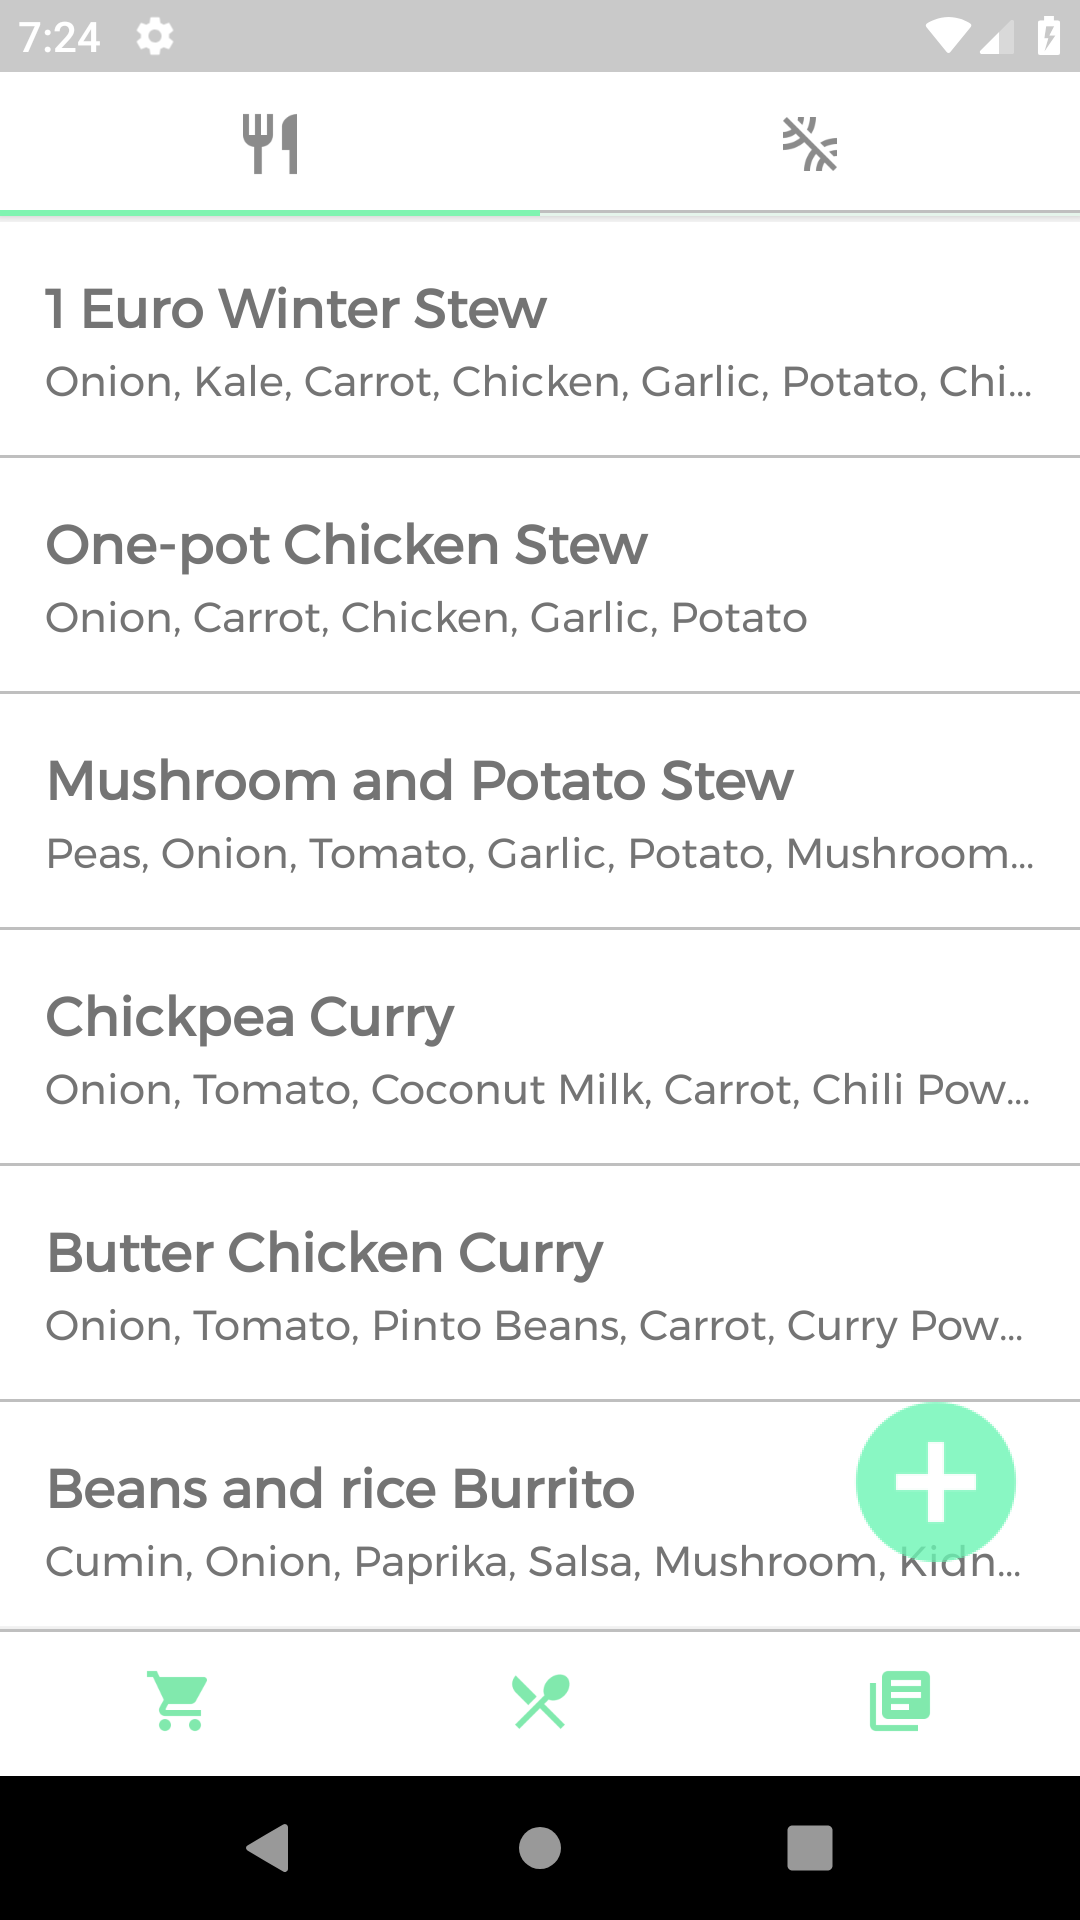 7:24
1 Euro Winter Stew
Onion, Kale, Carrot, Chicken, Garlic, Potato, Chi...
One-pot Chicken Stew
Onion, Carrot, Chicken, Garlic, Potato
Mushroom and Potato Stew
Peas, Onion, Tomato, Garlic, Potato, Mushroom...
Chickpea Curry
Onion, Tomato, Coconut Milk, Carrot, Chili Pow...
Butter Chicken Curry
Onion, Tomato, Pinto Beans, Carrot, Curry Pow...
Beans and rice Burrito
Cumin, Onion, Paprika, Salsa, Mushroom, Kidn...